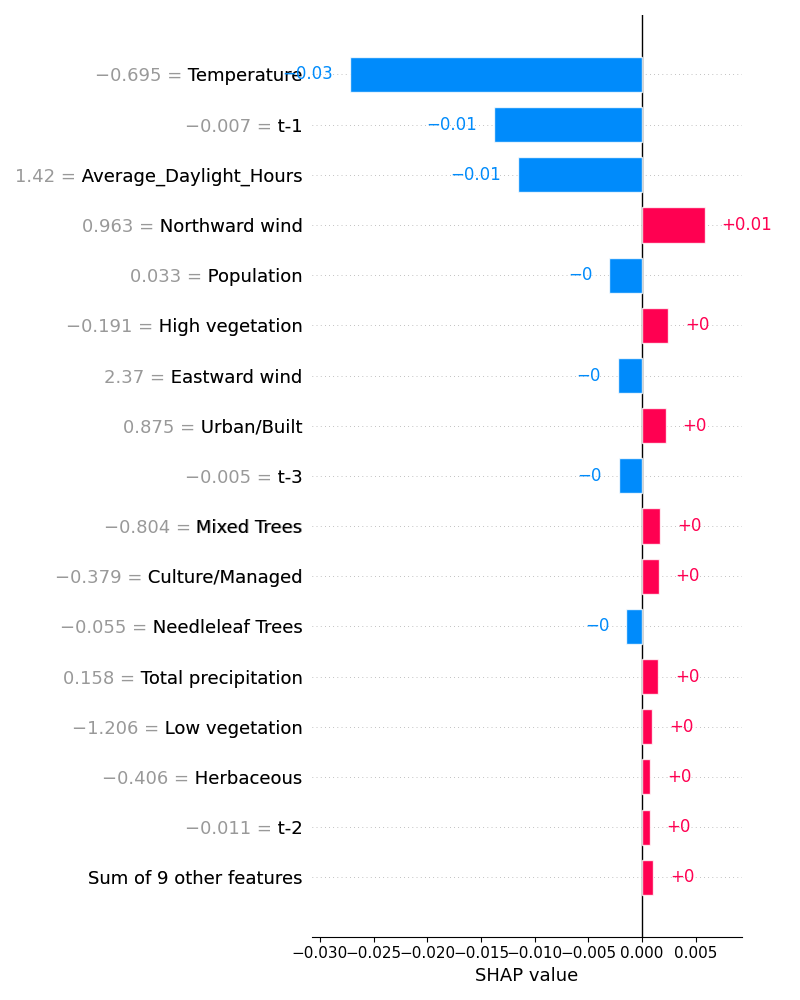 −0.695 = Temperature −0.03
−0.007 = t-1 −0.01
1.42 = Average_Daylight_Hours −0.01
0.963 = Northward wind +0.01
0.033 = Population −0
−0.191 = High vegetation +0
2.37 = Eastward wind −0
0.875 = Urban/Built +0
−0.005 = t-3 −0
−0.804 = Mixed Trees +0
−0.379 = Culture/Managed +0
−0.055 = Needleleaf Trees −0
0.158 = Total precipitation +0
−1.206 = Low vegetation +0
−0.406 = Herbaceous +0
−0.011 = t-2 +0
Sum of 9 other features +0
−0.030 −0.025 −0.020 −0.015 −0.010 −0.005 0.000 0.005
SHAP value